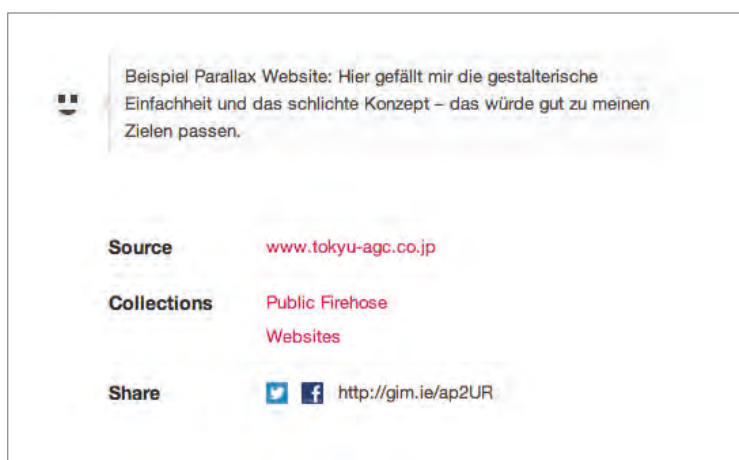 Beispiel Parallax Website: Hier gefällt mir die gestalterische
Einfachheit und das schlichte Konzept – das würde gut zu meinen
Zielen passen.
Source www.tokyu-agc.co.jp
Collections Public Firehose
Websites
Share http://gim.ie/ap2UR